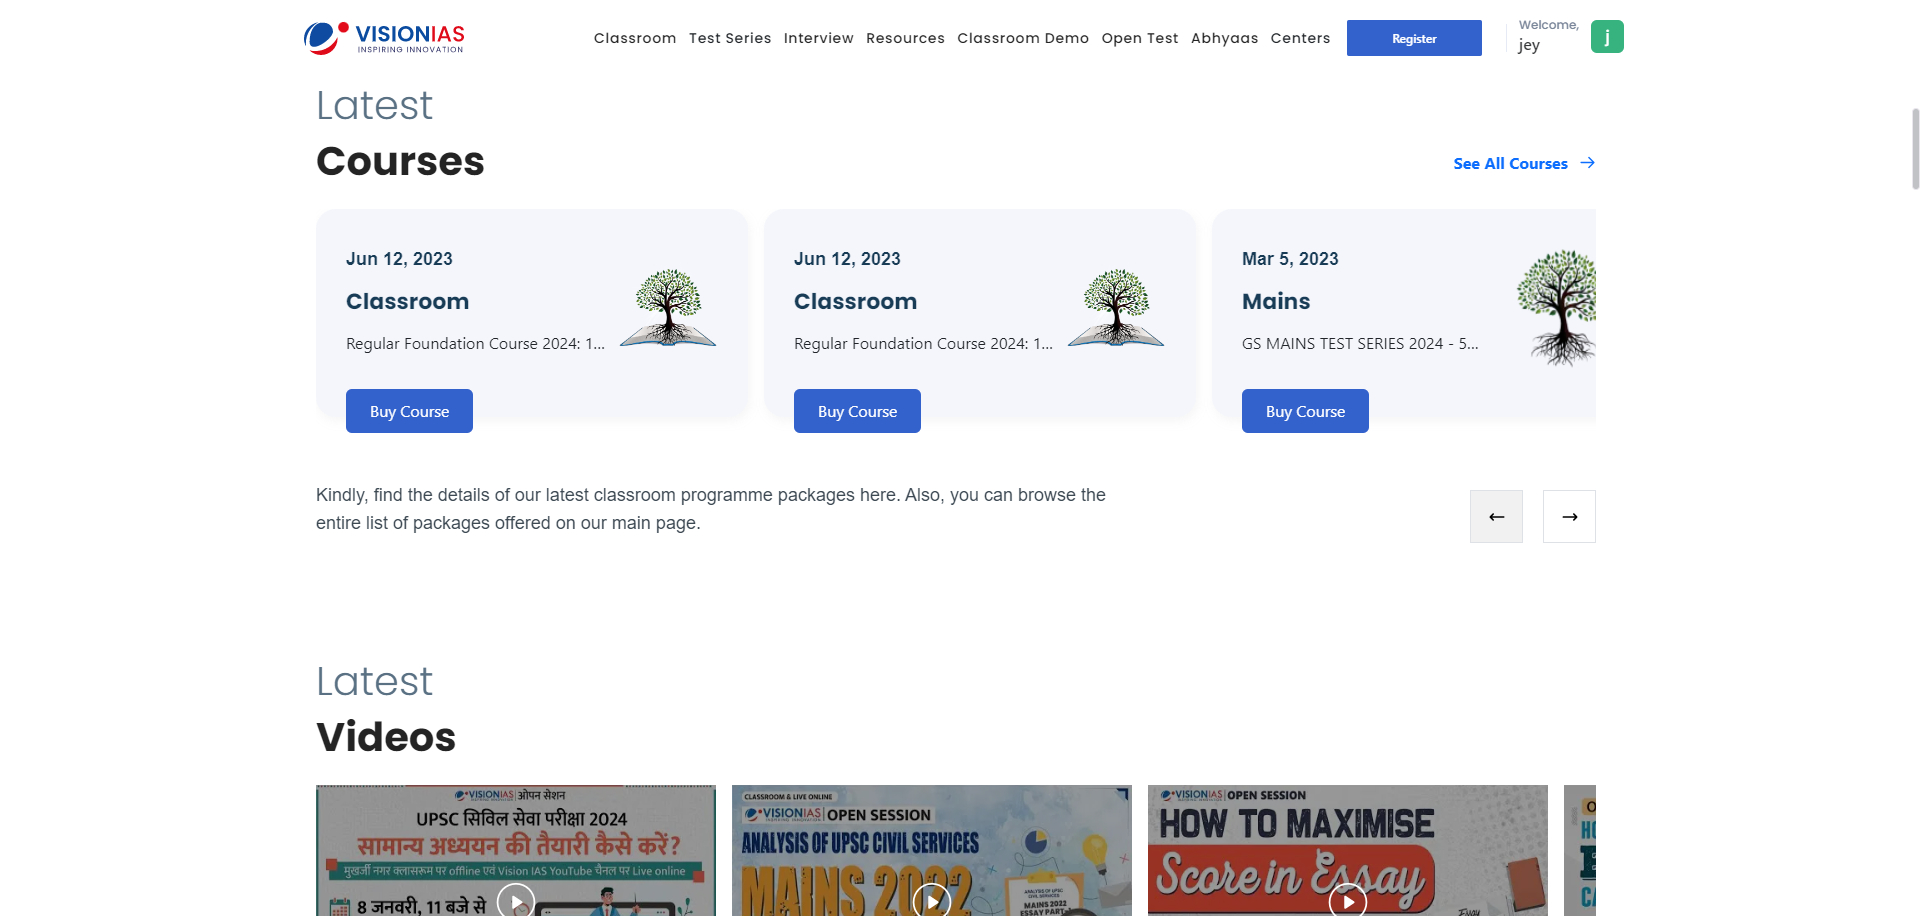 VISIONIAS
INSPIRING INNOVATION
Classroom Test Series Interview Resources Classroom Demo Open Test Abhyaas Centers
Register
Welcome,
jey
j
Latest
Courses
See All Courses →
Jun 12, 2023
Classroom
Regular Foundation Course 2024: 1...
Buy Course
Jun 12, 2023
Classroom
Regular Foundation Course 2024: 1...
Buy Course
Mar 5, 2023
Mains
GS MAINS TEST SERIES 2024 - 5...
Buy Course
Kindly, find the details of our latest classroom programme packages here. Also, you can browse the
entire list of packages offered on our main page.
← →
Latest
Videos
VISIONIAS ओपन सेशन
UPSC सिविल सेवा परीक्षा 2024
सामान्य अध्ययन की तैयारी कैसे करें?
मुखर्जी नगर क्लासरूम पर offline एवं Vision IAS YouTube चैनल पर Live online
8 जनवरी, 11 बजे से
CLASSROOM & LIVE ONLINE
VISIONIAS OPEN SESSION
ANALYSIS OF UPSC CIVIL SERVICES
MAINS 2022
ANALYSIS OF UPSC
CIVIL SERVICES
MAINS 2022
ESSAY PART-
VISIONIAS OPEN SESSION
HOW TO MAXIMISE
Score in Essay
Essay